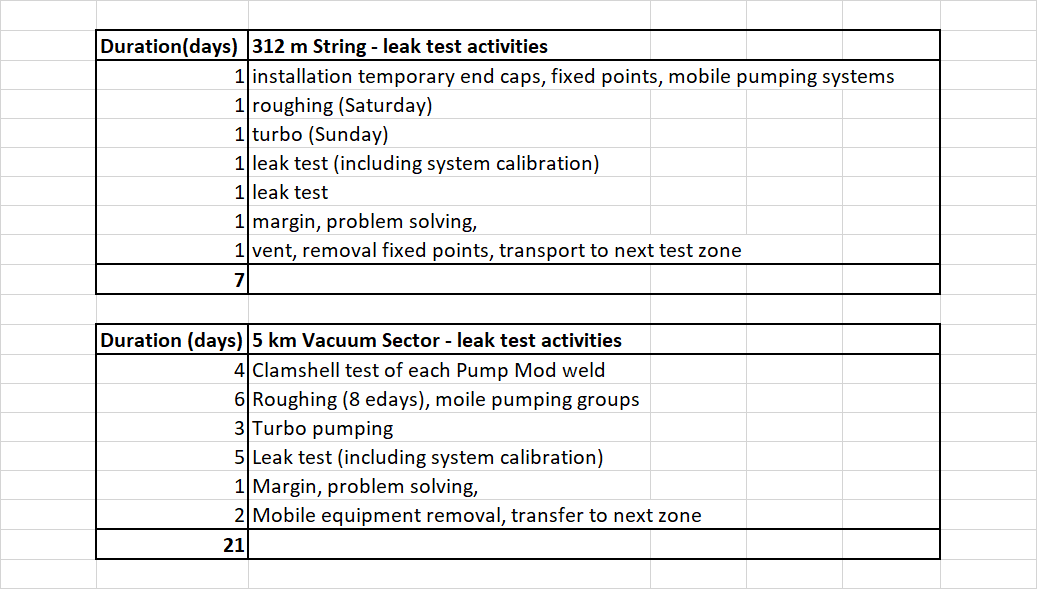 Duration(days) 312 m String - leak test activities
1 installation temporary end caps, fixed points, mobile pumping systems
1 roughing (Saturday)
1 turbo (Sunday)
1 leak test (including system calibration)
1 leak test
1 margin, problem solving,
1 vent, removal fixed points, transport to next test zone
7
Duration (days) 5 km Vacuum Sector - leak test activities
4 Clamshell test of each Pump Mod weld
6 Roughing (8 edays), moile pumping groups
3 Turbo pumping
5 Leak test (including system calibration)
1 Margin, problem solving,
2 Mobile equipment removal, transfer to next zone
21